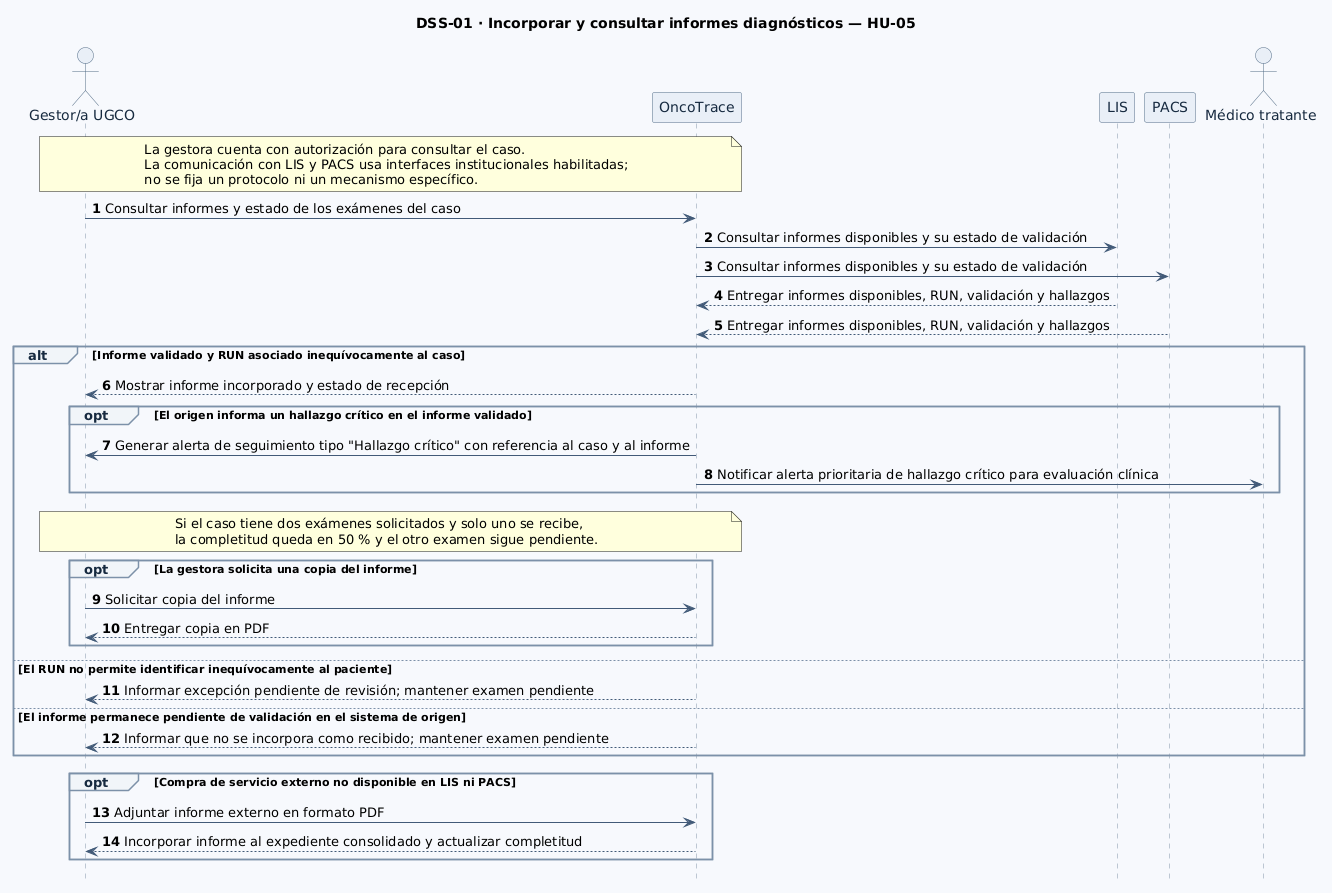 DSS-01 · Incorporar y consultar informes diagnósticos — HU-05
Gestor/a UGCO
OncoTrace
LIS
PACS
Médico tratante
La gestora cuenta con autorización para consultar el caso.
La comunicación con LIS y PACS usa interfaces institucionales habilitadas;
no se fija un protocolo ni un mecanismo específico.
1 Consultar informes y estado de los exámenes del caso
2 Consultar informes disponibles y su estado de validación
3 Consultar informes disponibles y su estado de validación
4 Entregar informes disponibles, RUN, validación y hallazgos
5 Entregar informes disponibles, RUN, validación y hallazgos
alt [Informe validado y RUN asociado inequívocamente al caso]
6 Mostrar informe incorporado y estado de recepción
opt [El origen informa un hallazgo crítico en el informe validado]
7 Generar alerta de seguimiento tipo "Hallazgo crítico" con referencia al caso y al informe
8 Notificar alerta prioritaria de hallazgo crítico para evaluación clínica
Si el caso tiene dos exámenes solicitados y solo uno se recibe,
la completitud queda en 50 % y el otro examen sigue pendiente.
opt [La gestora solicita una copia del informe]
9 Solicitar copia del informe
10 Entregar copia en PDF
[El RUN no permite identificar inequívocamente al paciente]
11 Informar excepción pendiente de revisión; mantener examen pendiente
[El informe permanece pendiente de validación en el sistema de origen]
12 Informar que no se incorpora como recibido; mantener examen pendiente
opt [Compra de servicio externo no disponible en LIS ni PACS]
13 Adjuntar informe externo en formato PDF
14 Incorporar informe al expediente consolidado y actualizar completitud